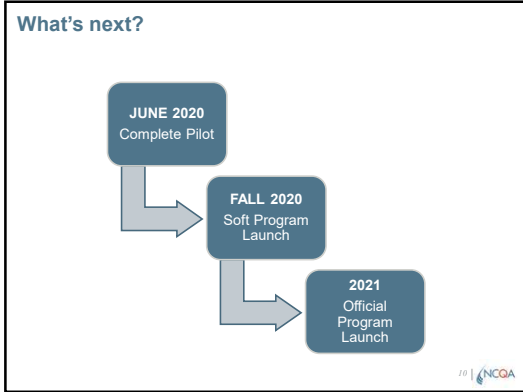 What's next?
JUNE 2020
Complete Pilot
FALL 2020
Soft Program
Launch
2021
Official
Program
Launch
10 | NCQA